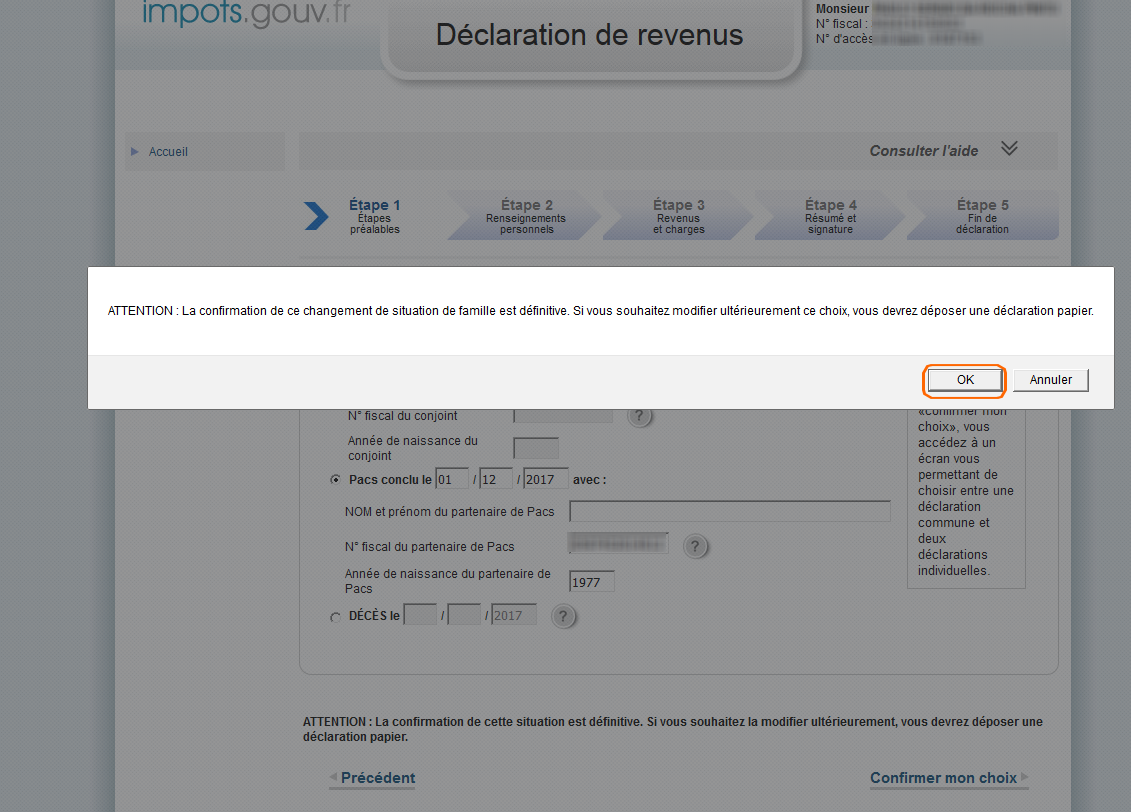 impots.gouv.fr
Déclaration de revenus
Monsieur
N° fiscal :
N° d'accès
Accueil
Consulter l'aide
Étape 1
Étapes
préalables
Étape 2
Renseignements
personnels
Étape 3
Revenus
et charges
Étape 4
Résumé et
signature
Étape 5
Fin de
déclaration
ATTENTION : La confirmation de ce changement de situation de famille est définitive. Si vous souhaitez modifier ultérieurement ce choix, vous devrez déposer une déclaration papier.
OK Annuler
N° fiscal du conjoint ?
Année de naissance du
conjoint
Pacs conclu le 01 / 12 / 2017 avec :
NOM et prénom du partenaire de Pacs
N° fiscal du partenaire de Pacs ?
Année de naissance du partenaire de
Pacs 1977
DÉCÈS le / / 2017 ?
«confirmer mon
choix», vous
accédez à un
écran vous
permettant de
choisir entre une
déclaration
commune et
deux
déclarations
individuelles.
ATTENTION : La confirmation de cette situation est définitive. Si vous souhaitez la modifier ultérieurement, vous devrez déposer une
déclaration papier.
Précédent
Confirmer mon choix